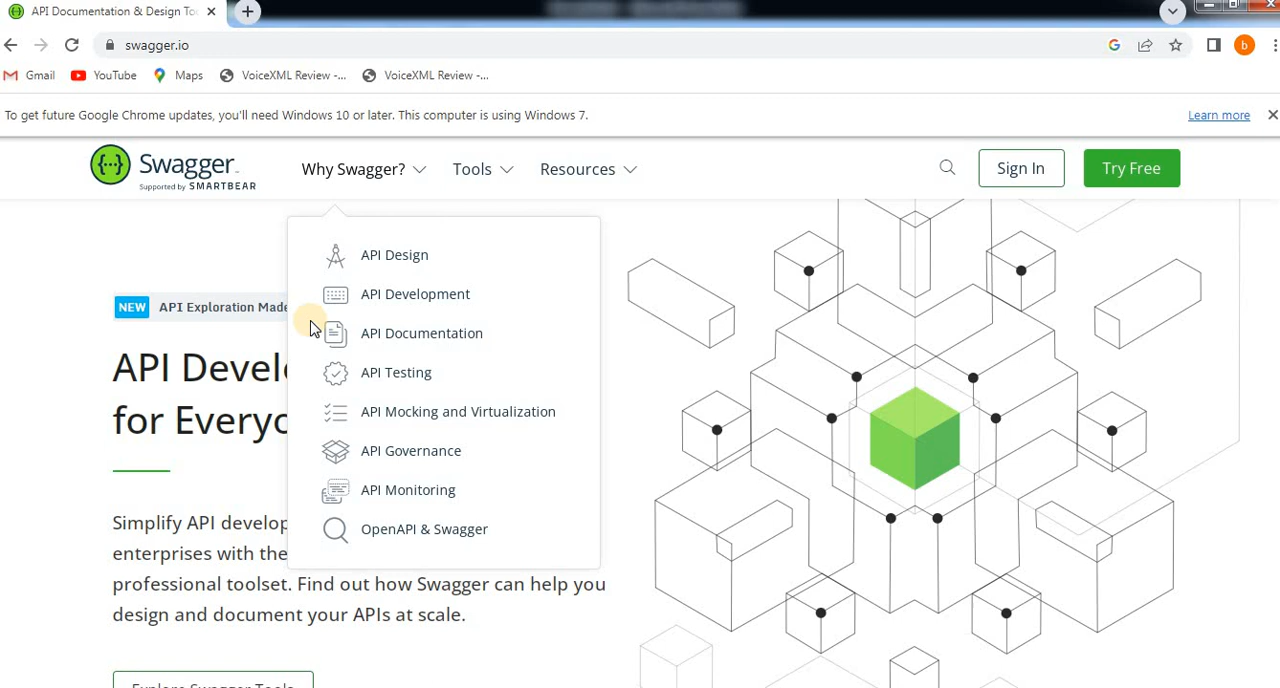 API Documentation & Design To
swagger.io
b
Gmail
YouTube
Maps
VoiceXML Review -...
VoiceXML Review -...
To get future Google Chrome updates, you'll need Windows 10 or later. This computer is using Windows 7.
Learn more
Swagger
Supported by SMARTBEAR
Why Swagger?
Tools
Resources
Sign In
Try Free
API Design
API Development
API Documentation
API Testing
API Mocking and Virtualization
API Governance
API Monitoring
OpenAPI & Swagger
NEW API Exploration Made
API Devel
for Everyo
Simplify API develop
enterprises with the
professional toolset. Find out how Swagger can help you
design and document your APIs at scale.
Explore Swagger Tools